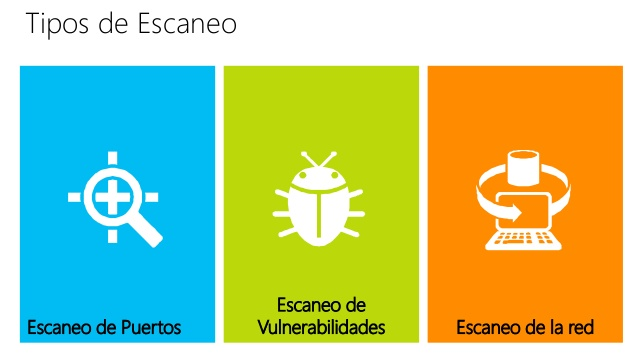 Tipos de Escaneo
Escaneo de Puertos
Escaneo de
Vulnerabilidades
Escaneo de la red